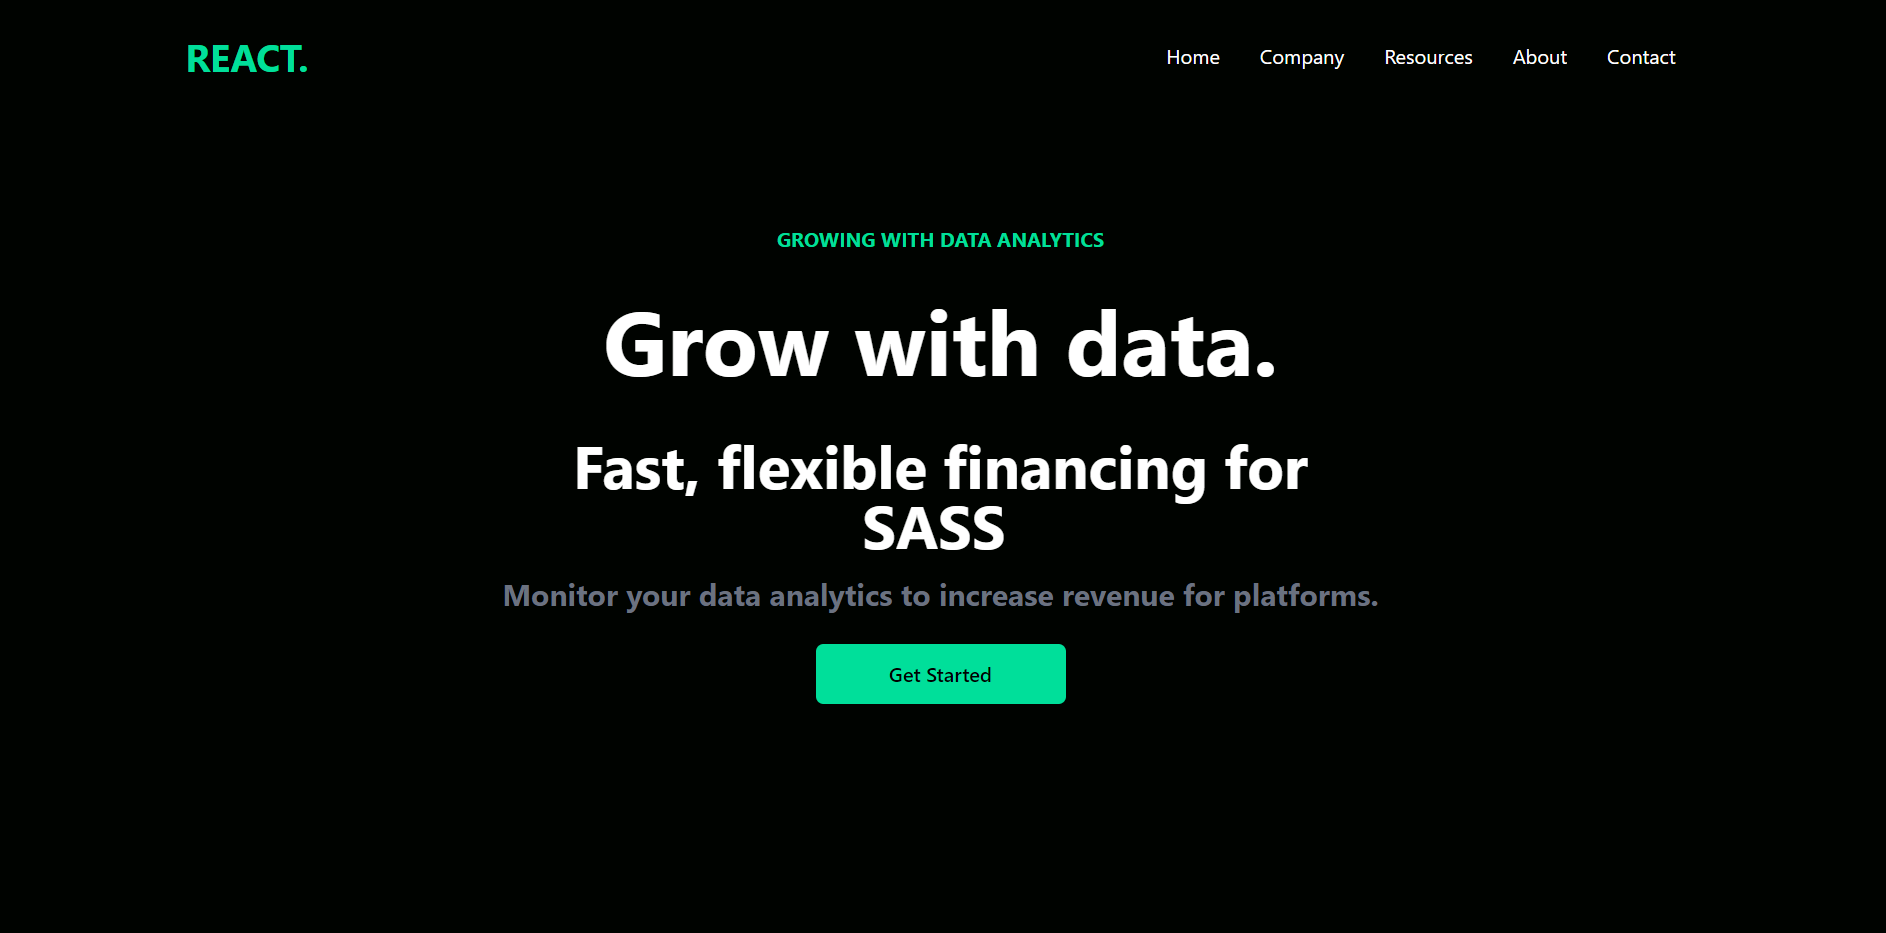 REACT.
Home Company Resources About Contact
GROWING WITH DATA ANALYTICS
Grow with data.
Fast, flexible financing for
SASS
Monitor your data analytics to increase revenue for platforms.
Get Started